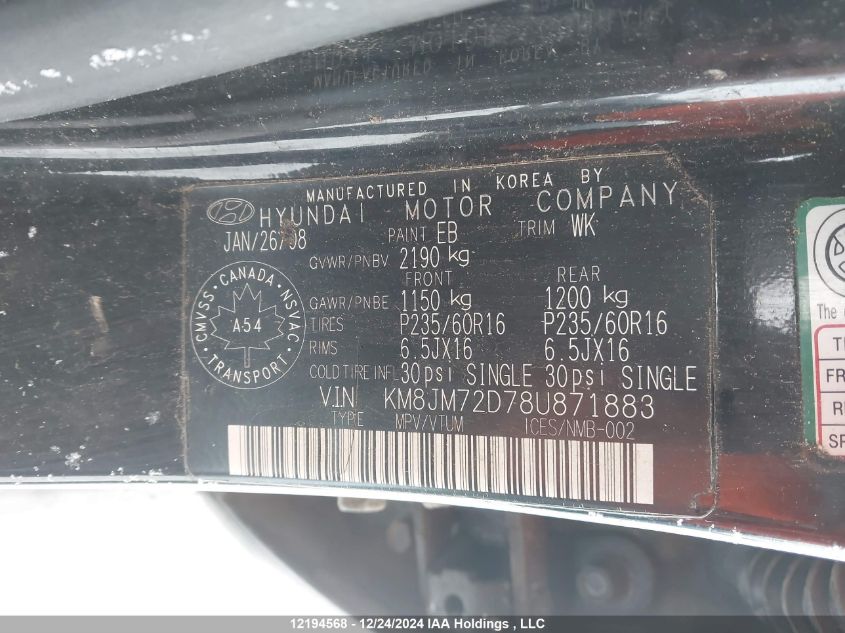 MANUFACTURED IN KOREA BY
HYUNDAI MOTOR COMPANY
JAN/26/08 PAINT EB TRIM WK
GVWR/PNBV 2190 kg
FRONT REAR
GAWR/PNBE 1150 kg 1200 kg
TIRES P235/60R16 P235/60R16
RIMS 6.5JX16 6.5JX16
COLD TIRE INFL 30psi SINGLE 30psi SINGLE
VIN KM8JM72D78U871883
TYPE MPV/VTUM ICES/NMB-002
CMVSS • CANADA • NSVAC • TRANSPORT •
A54
The
12194568 - 12/24/2024 IAA Holdings , LLC